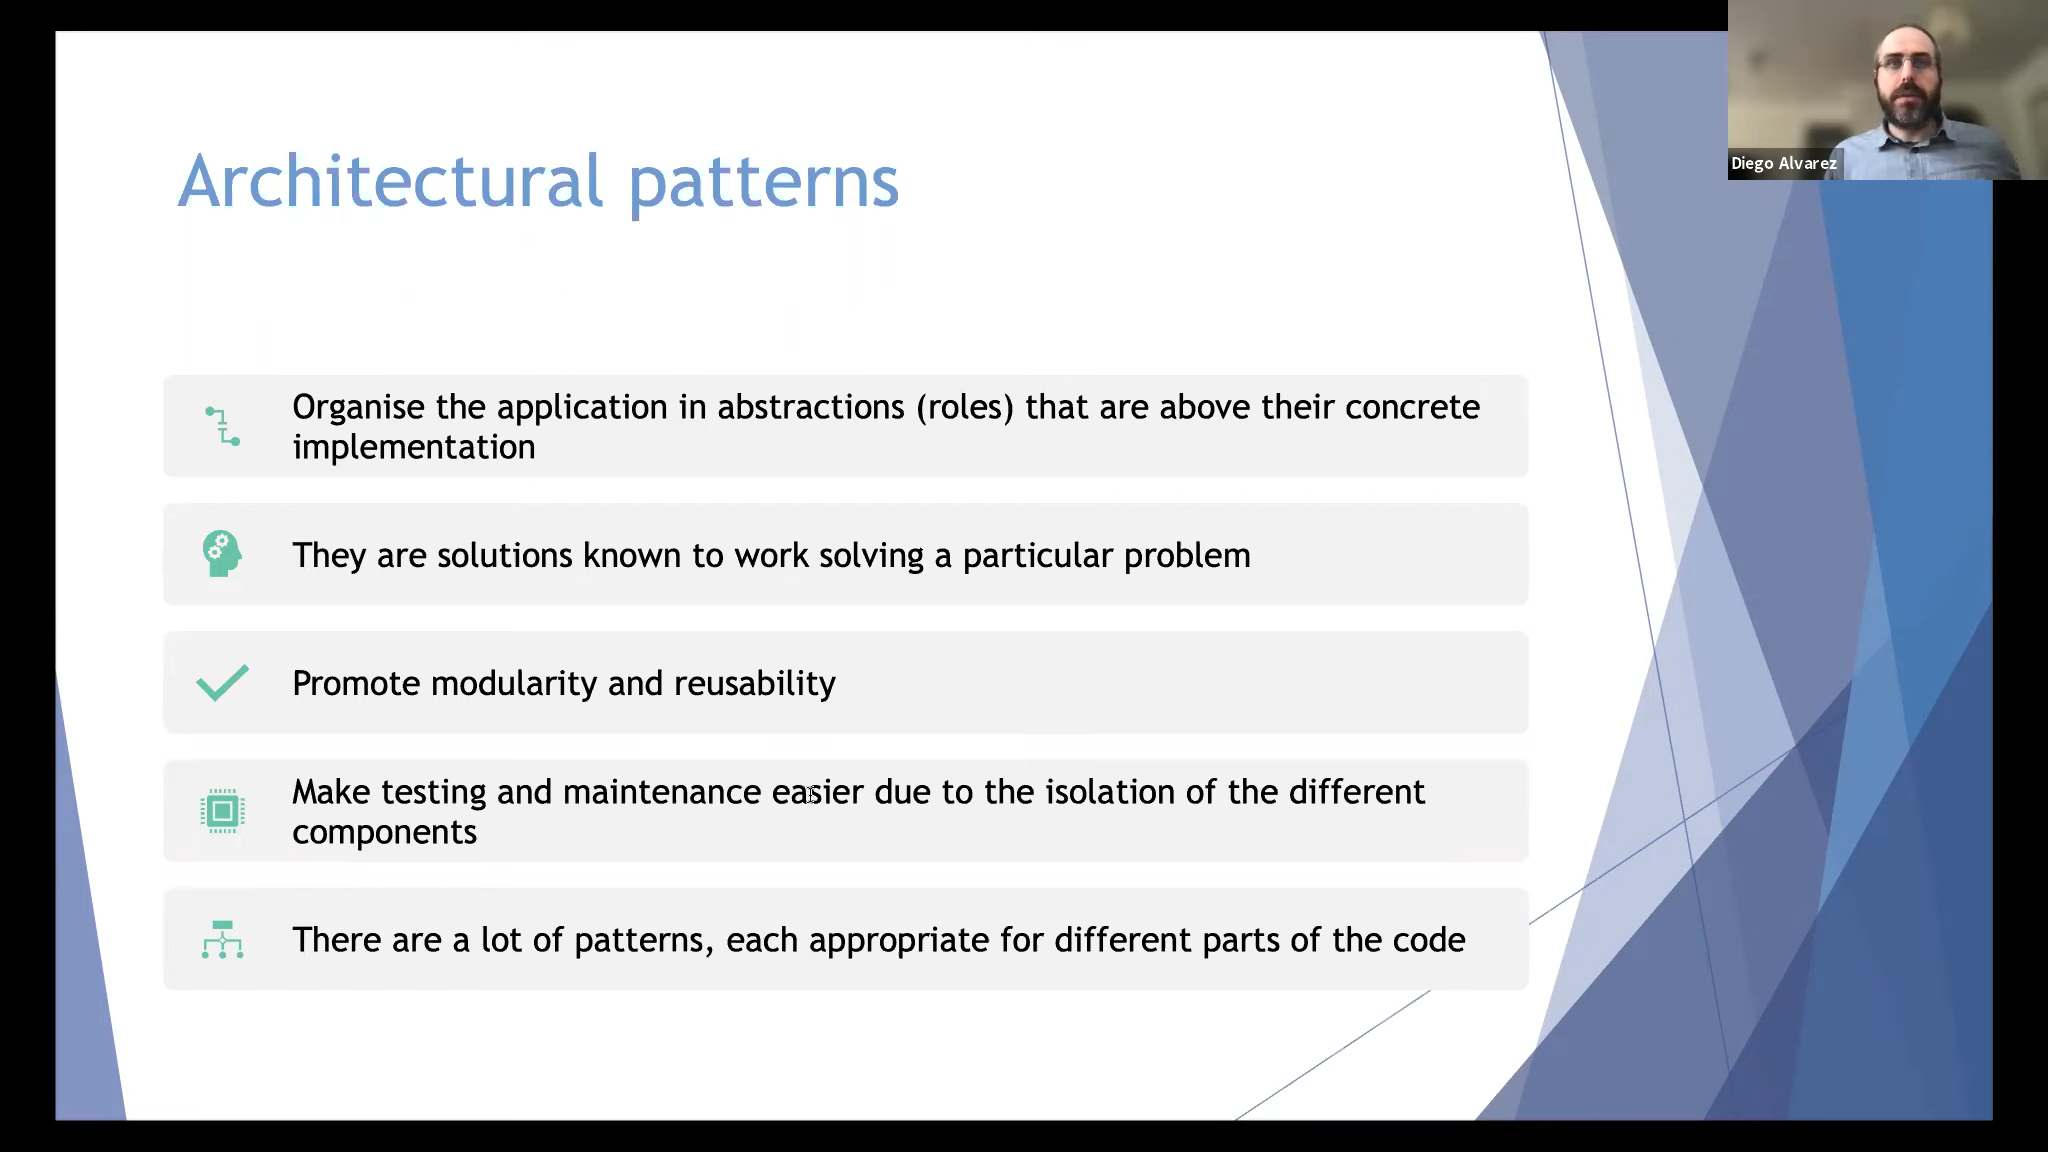 Architectural patterns
Diego Alvarez
Organise the application in abstractions (roles) that are above their concrete
implementation
They are solutions known to work solving a particular problem
Promote modularity and reusability
Make testing and maintenance easier due to the isolation of the different
components
There are a lot of patterns, each appropriate for different parts of the code